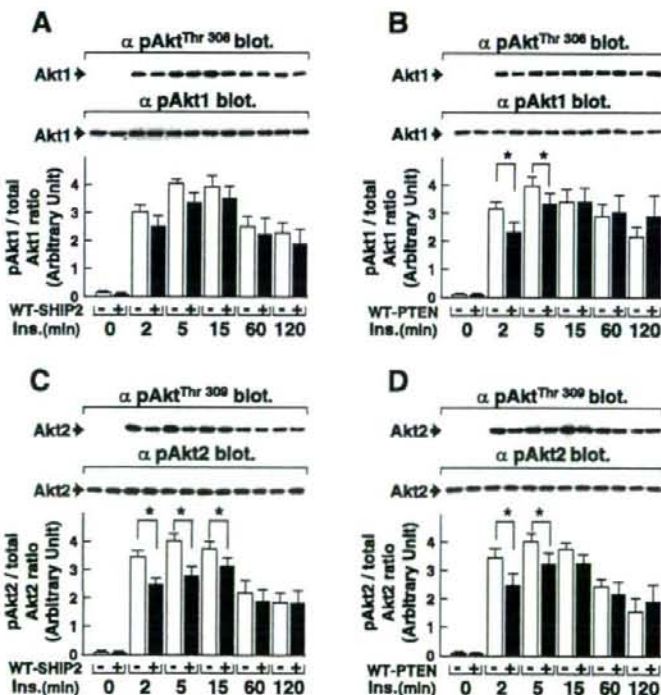 A
α pAkt Thr 308 blot.
Akt1
α pAkt1 blot.
Akt1
pAkt1 / total
Akt1 ratio
(Arbitrary Unit)
4
3
2
1
0
WT-SHIP2 - + - + - + - + - +
Ins.(min) 0 2 5 15 60 120
B
α pAkt Thr 308 blot.
Akt1
α pAkt1 blot.
Akt1
* *
pAkt1 / total
Akt1 ratio
(Arbitrary Unit)
4
3
2
1
0
WT-PTEN - + - + - + - + - + - +
Ins.(min) 0 2 5 15 60 120
C
α pAkt Thr 309 blot.
Akt2
α pAkt2 blot.
Akt2
* * *
pAkt2 / total
Akt2 ratio
(Arbitrary Unit)
4
3
2
1
0
WT-SHIP2 - + - + - + - + - + - +
Ins.(min) 0 2 5 15 60 120
D
α pAkt Thr 309 blot.
Akt2
α pAkt2 blot.
Akt2
* *
pAkt2 / total
Akt2 ratio
(Arbitrary Unit)
4
3
2
1
0
WT-PTEN - + - + - + - + - + - +
Ins.(min) 0 2 5 15 60 120